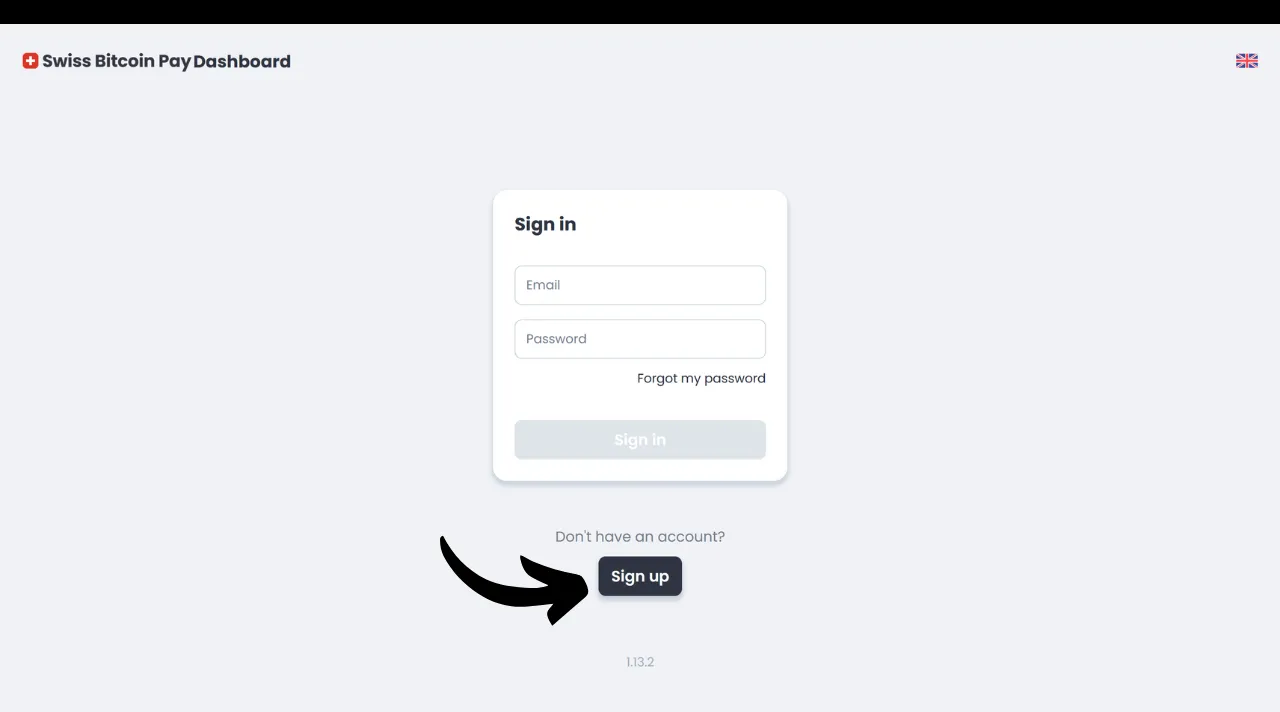 Swiss Bitcoin Pay Dashboard
Sign in
Email
Password
Forgot my password
Sign in
Don't have an account?
Sign up
1.13.2